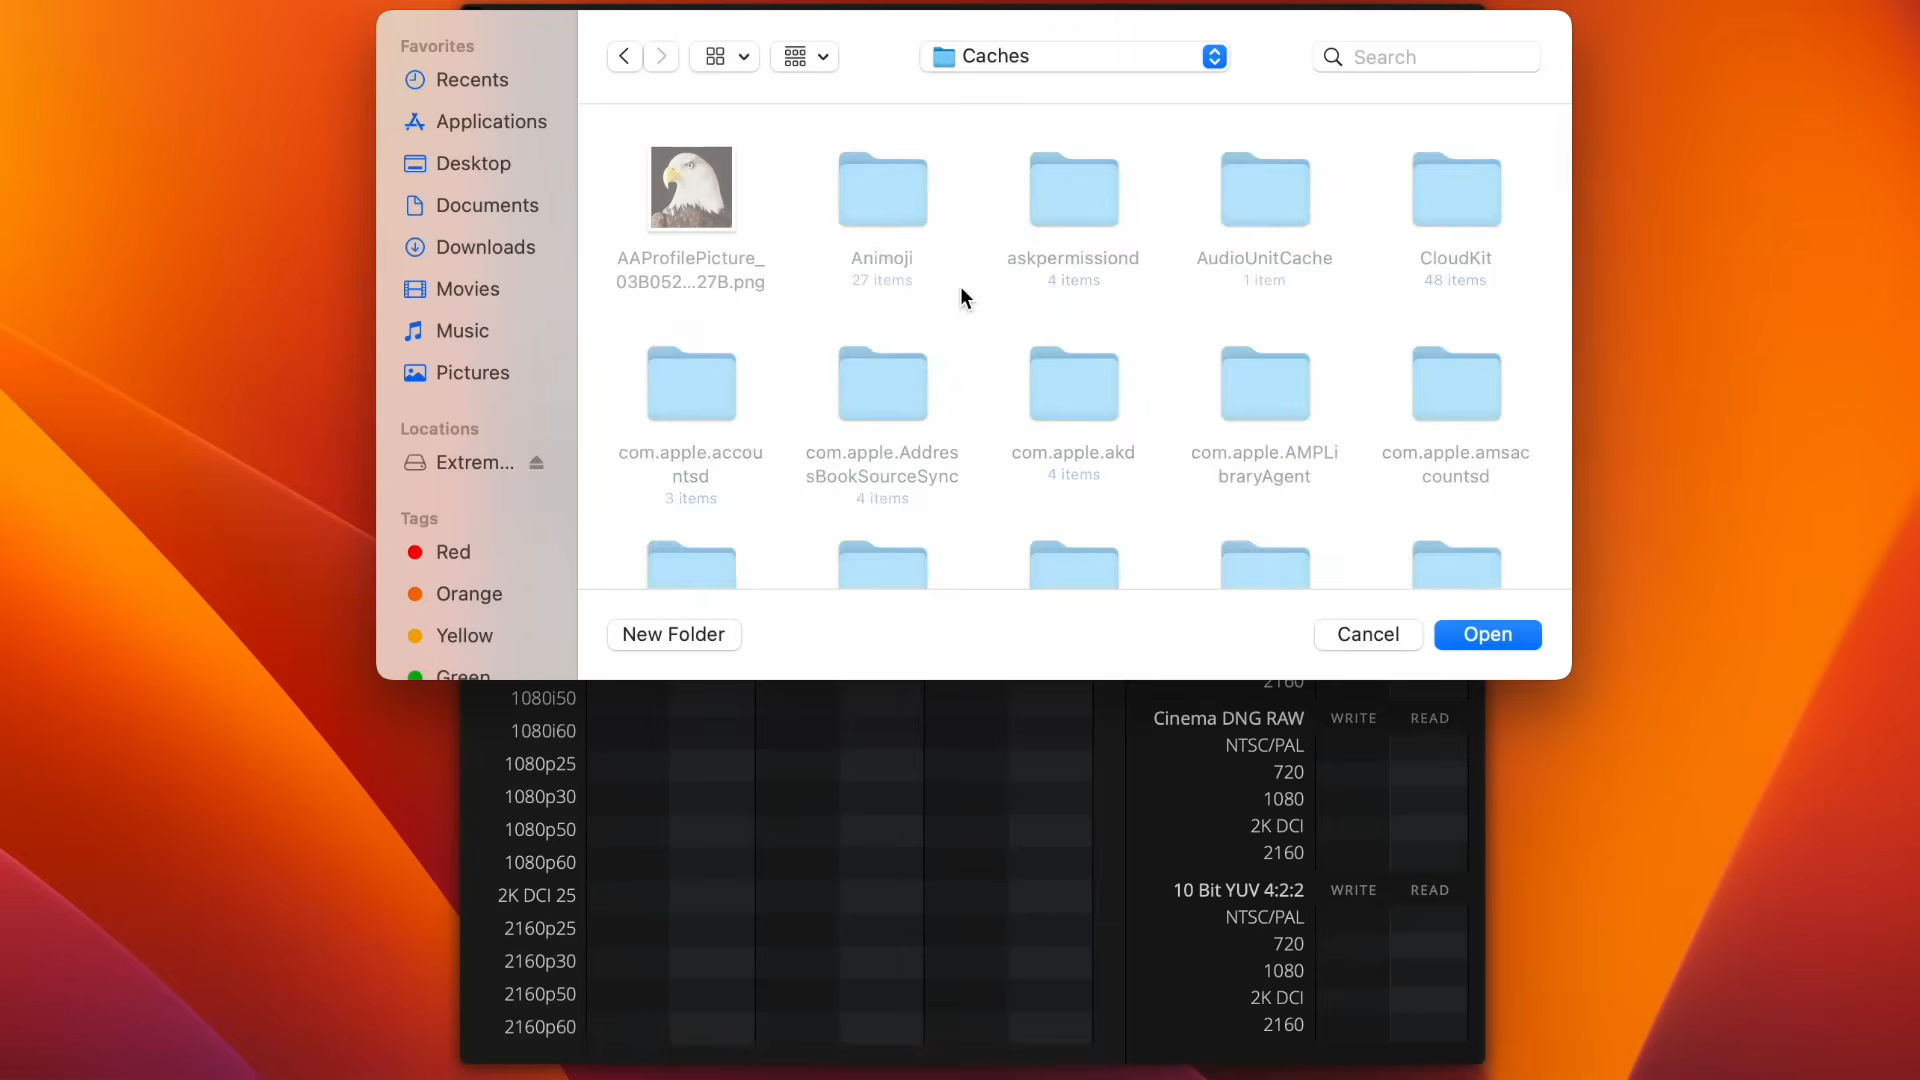 Favorites
Recents
Applications
Desktop
Documents
Downloads
Movies
Music
Pictures
Locations
Extrem...
Tags
Red
Orange
Yellow
Green
Caches
Search
AAProfilePicture_
03B052...27B.png
Animoji
27 items
askpermissiond
4 items
AudioUnitCache
1 item
CloudKit
48 items
com.apple.accou
ntsd
3 items
com.apple.Addres
sBookSourceSync
4 items
com.apple.akd
4 items
com.apple.AMPLi
braryAgent
com.apple.amsac
countsd
New Folder
Cancel
Open
1080i50
1080i60
1080p25
1080p30
1080p50
1080p60
2K DCI 25
2160p25
2160p30
2160p50
2160p60
2160
Cinema DNG RAW WRITE READ
NTSC/PAL
720
1080
2K DCI
2160
10 Bit YUV 4:2:2 WRITE READ
NTSC/PAL
720
1080
2K DCI
2160